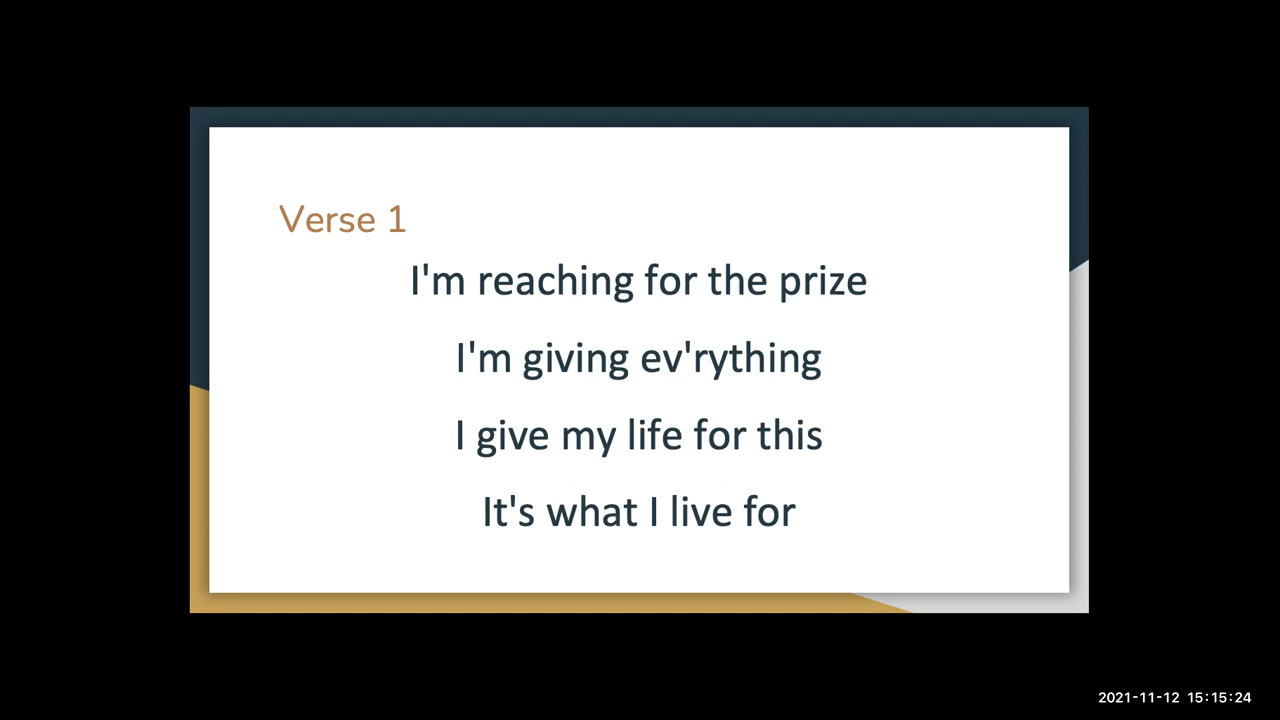 Verse 1
I'm reaching for the prize
I'm giving ev'rything
I give my life for this
It's what I live for
2021-11-12 15:15:24